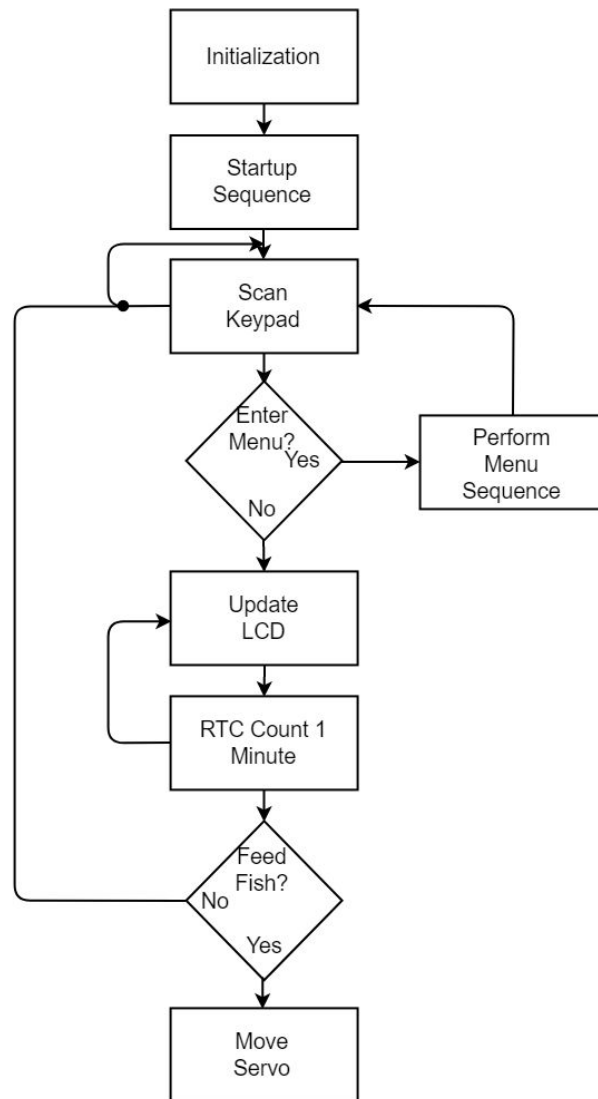 Initialization
Startup
Sequence
Scan
Keypad
Enter
Menu?
Yes
No
Perform
Menu
Sequence
Update
LCD
RTC Count 1
Minute
Feed
Fish?
No
Yes
Move
Servo